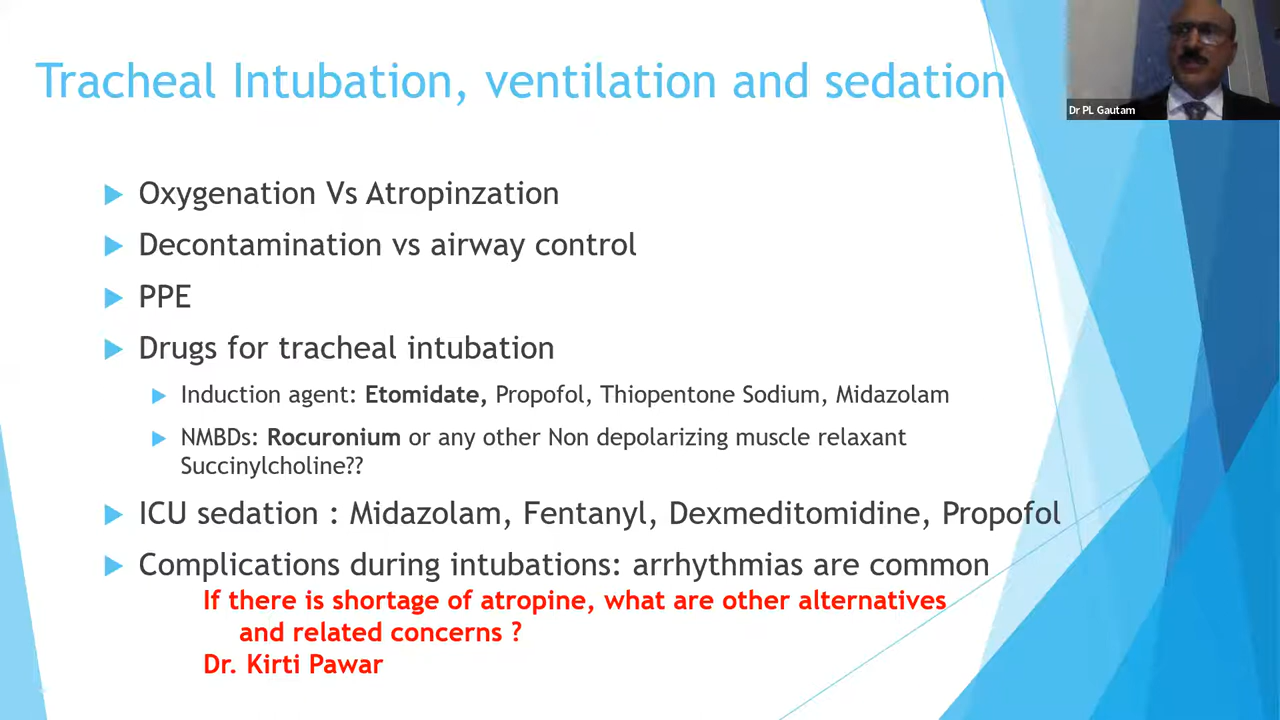 Tracheal Intubation, ventilation and sedation
Dr PL Gautam
Oxygenation Vs Atropinzation
Decontamination vs airway control
PPE
Drugs for tracheal intubation
Induction agent: Etomidate, Propofol, Thiopentone Sodium, Midazolam
NMBDs: Rocuronium or any other Non depolarizing muscle relaxant
Succinylcholine??
ICU sedation : Midazolam, Fentanyl, Dexmeditomidine, Propofol
Complications during intubations: arrhythmias are common
If there is shortage of atropine, what are other alternatives
and related concerns ?
Dr. Kirti Pawar